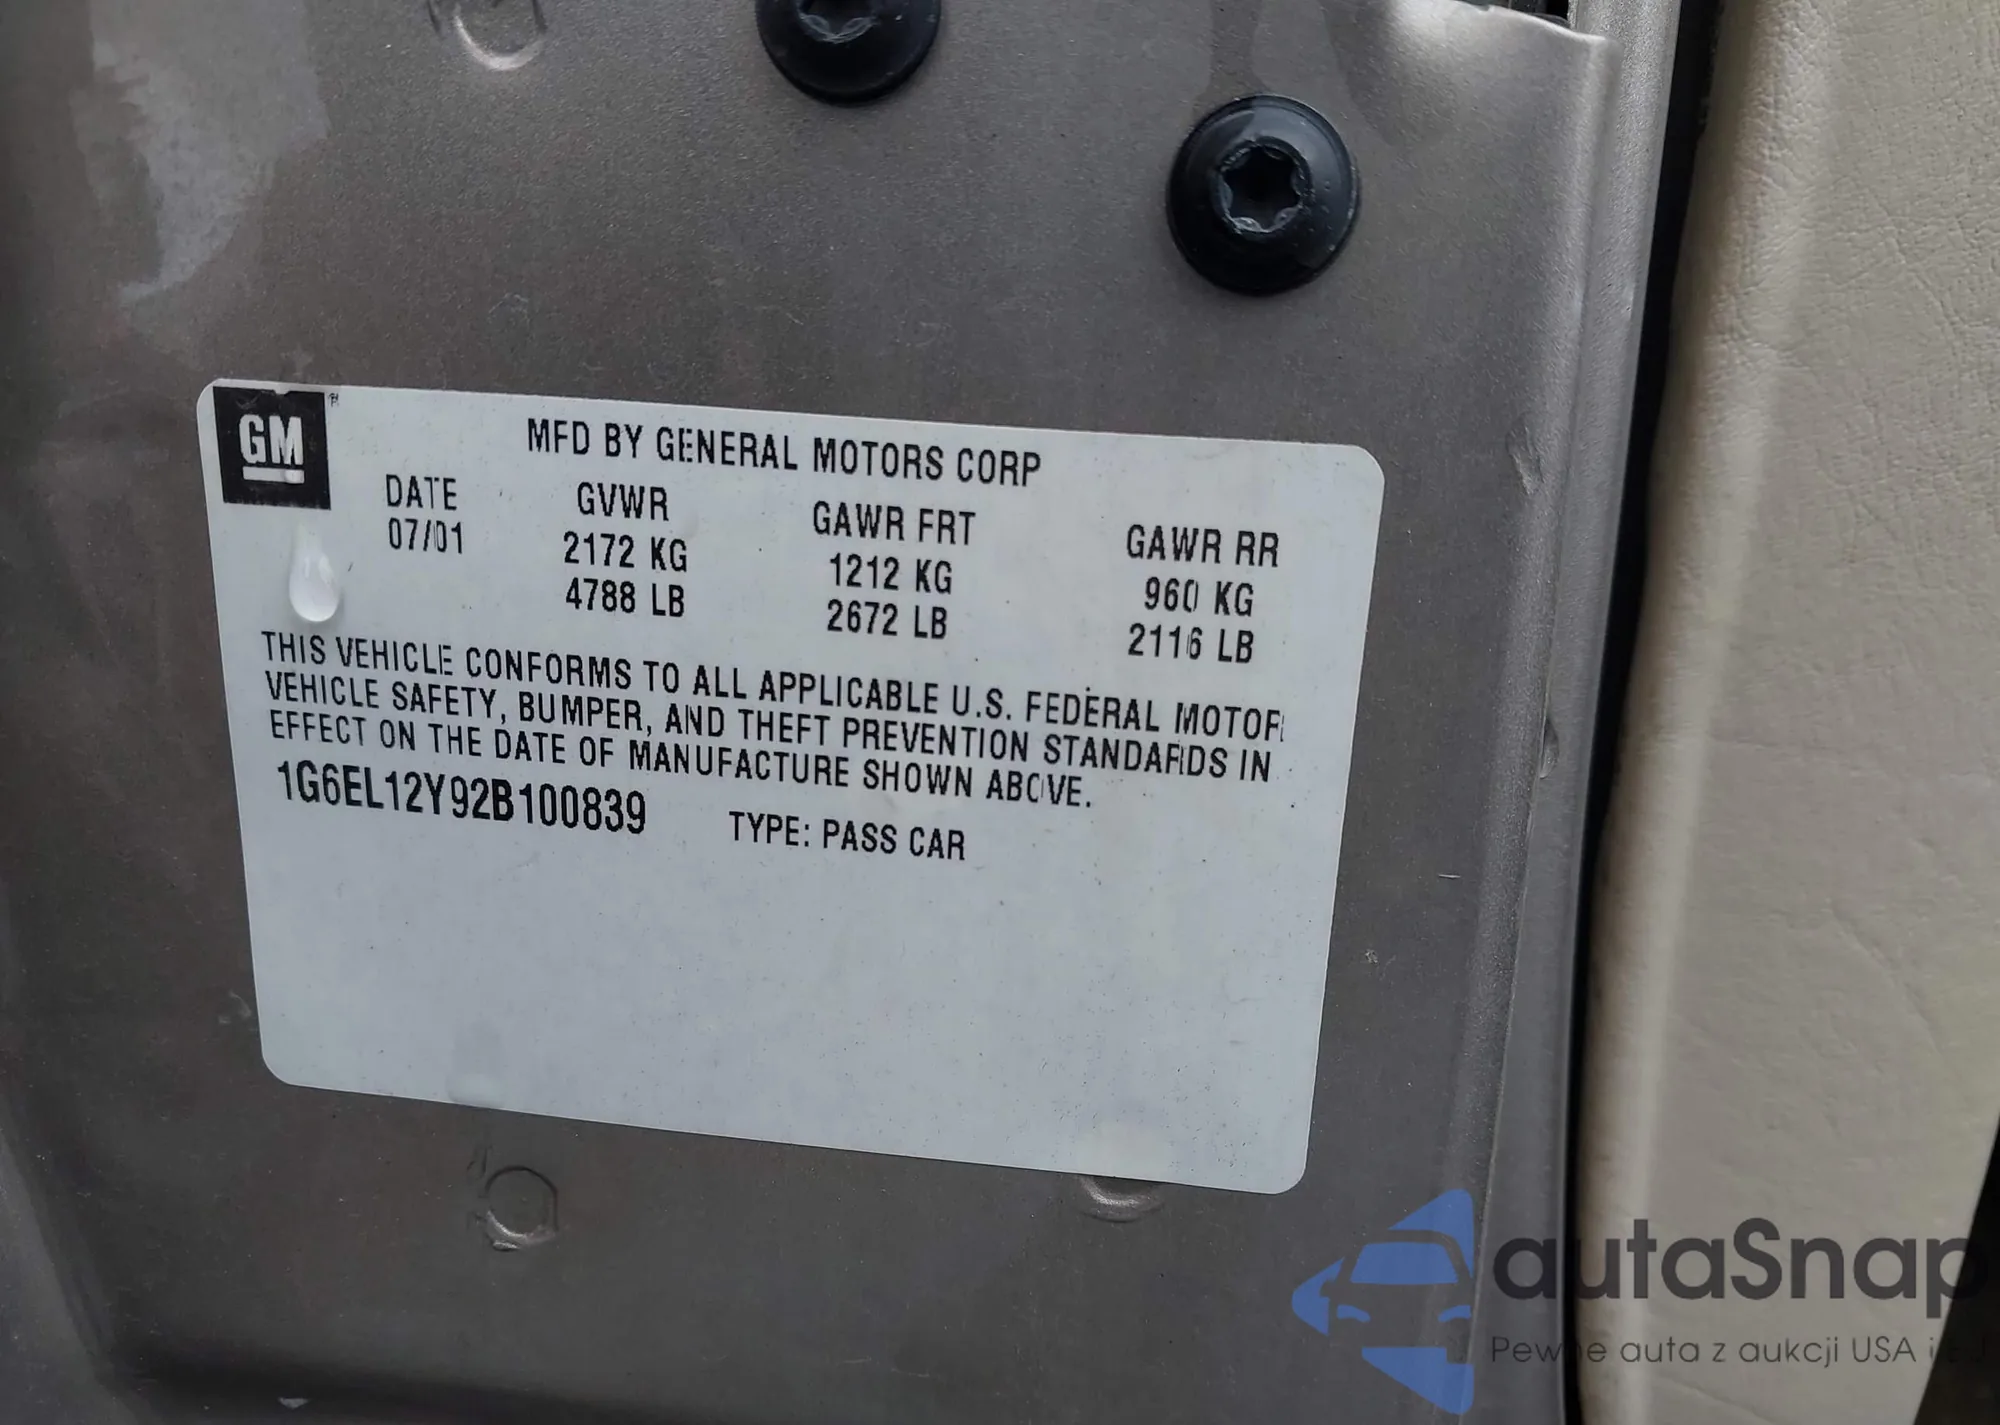 GM
MFD BY GENERAL MOTORS CORP
DATE GVWR GAWR FRT GAWR RR
07/01 2172 KG 1212 KG 960 KG
4788 LB 2672 LB 2116 LB
THIS VEHICLE CONFORMS TO ALL APPLICABLE U.S. FEDERAL MOTOR
VEHICLE SAFETY, BUMPER, AND THEFT PREVENTION STANDARDS IN
EFFECT ON THE DATE OF MANUFACTURE SHOWN ABOVE.
1G6EL12Y92B100839 TYPE: PASS CAR
autaSnap
Pewne auta z aukcji USA i